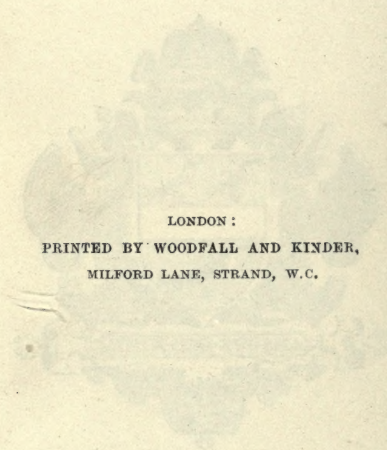 LONDON:
PRINTED BY WOODFALL AND KINDER,
MILFORD LANE, STRAND, W.C.